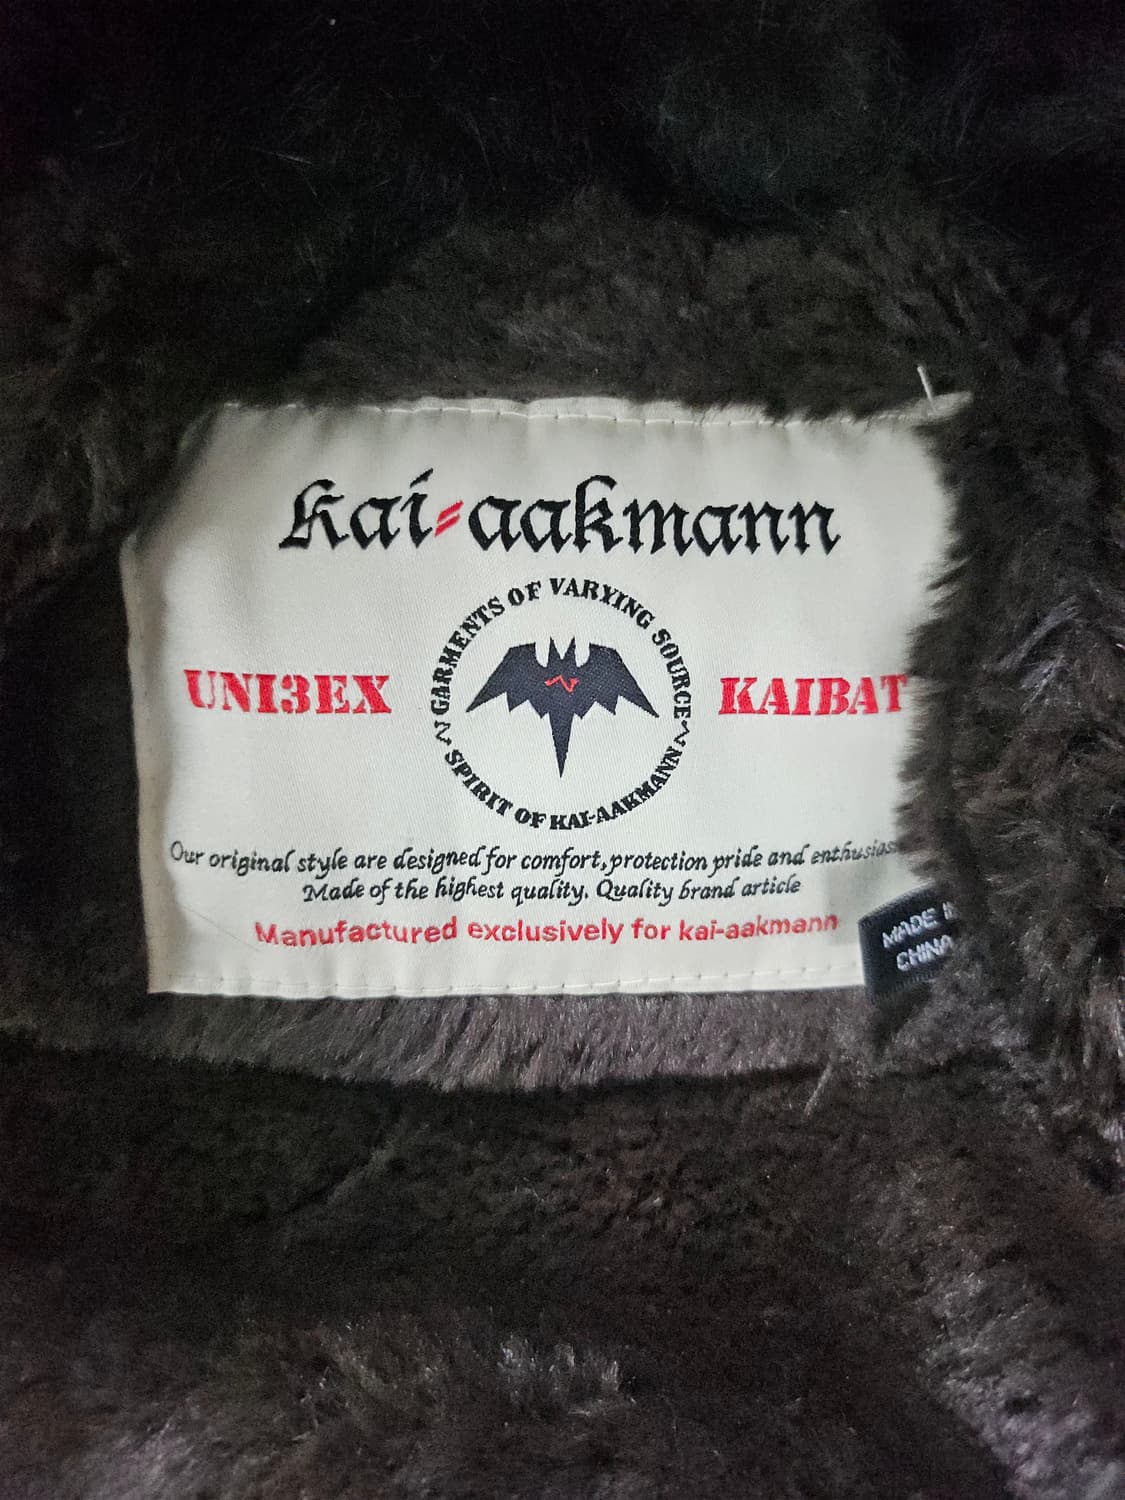 kai=aakmann
GARMENTS OF VARYING SOURCE
UNI3EX
KAIBAT
SPIRIT OF KAI-AAKMANN
Our original style are designed for comfort, protection pride and
Made of the highest quality. Quality brand article
Manufactured exclusively for kai-aakmann
MADE
CHINA